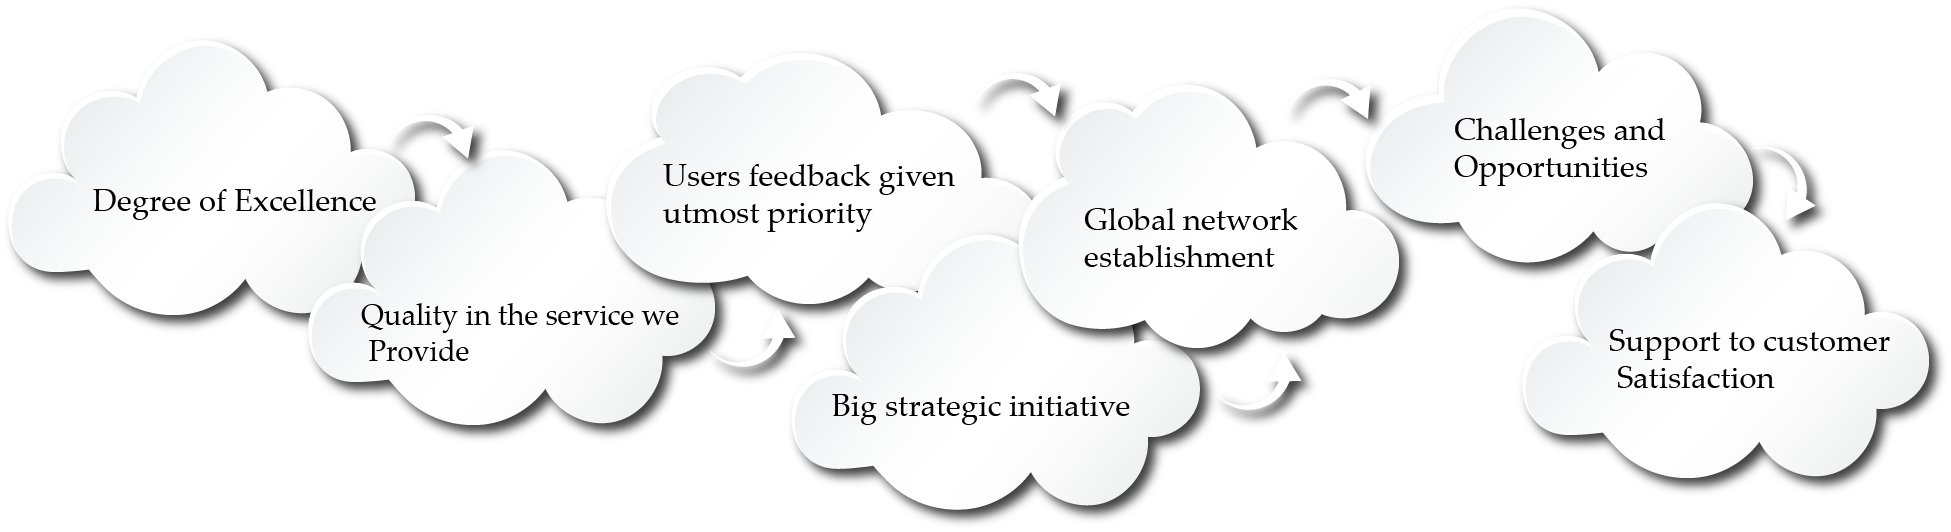 Degree of Excellence
Quality in the service we
Provide
Users feedback given
utmost priority
Big strategic initiative
Global network
establishment
Challenges and
Opportunities
Support to customer
Satisfaction